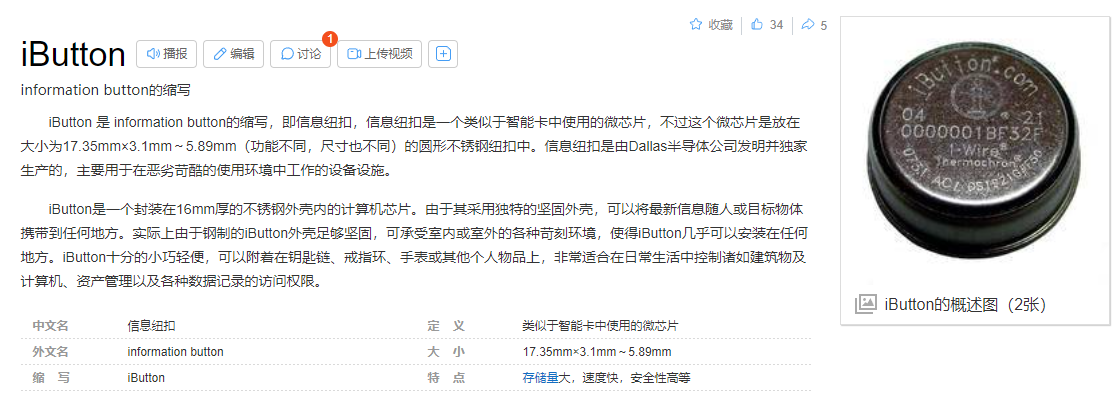 收藏 34 5
iButton 播报 编辑 讨论 1 上传视频
information button的缩写
iButton 是 information button的缩写，即信息纽扣，信息纽扣是一个类似于智能卡中使用的微芯片，不过这个微芯片是放在
大小为17.35mm×3.1mm～5.89mm（功能不同，尺寸也不同）的圆形不锈钢纽扣中。信息纽扣是由Dallas半导体公司发明并独家
生产的，主要用于在恶劣苛酷的使用环境中工作的设备设施。
iButton是一个封装在16mm厚的不锈钢外壳内的计算机芯片。由于其采用独特的坚固外壳，可以将最新信息随人或目标物体
携带到任何地方。实际上由于钢制的iButton外壳足够坚固，可承受室内或室外的各种苛刻环境，使得iButton几乎可以安装在任何
地方。iButton十分的小巧轻便，可以附着在钥匙链、戒指环、手表或其他个人物品上，非常适合在日常生活中控制诸如建筑物及
计算机、资产管理以及各种数据记录的访问权限。
中文名 信息纽扣 定 义 类似于智能卡中使用的微芯片
外文名 information button 大 小 17.35mm×3.1mm～5.89mm
缩 写 iButton 特 点 存储量大，速度快，安全性高等
iButton.com
04 21
0000001BF32F
1-Wire®
Thermochron®
iButton的概述图（2张）